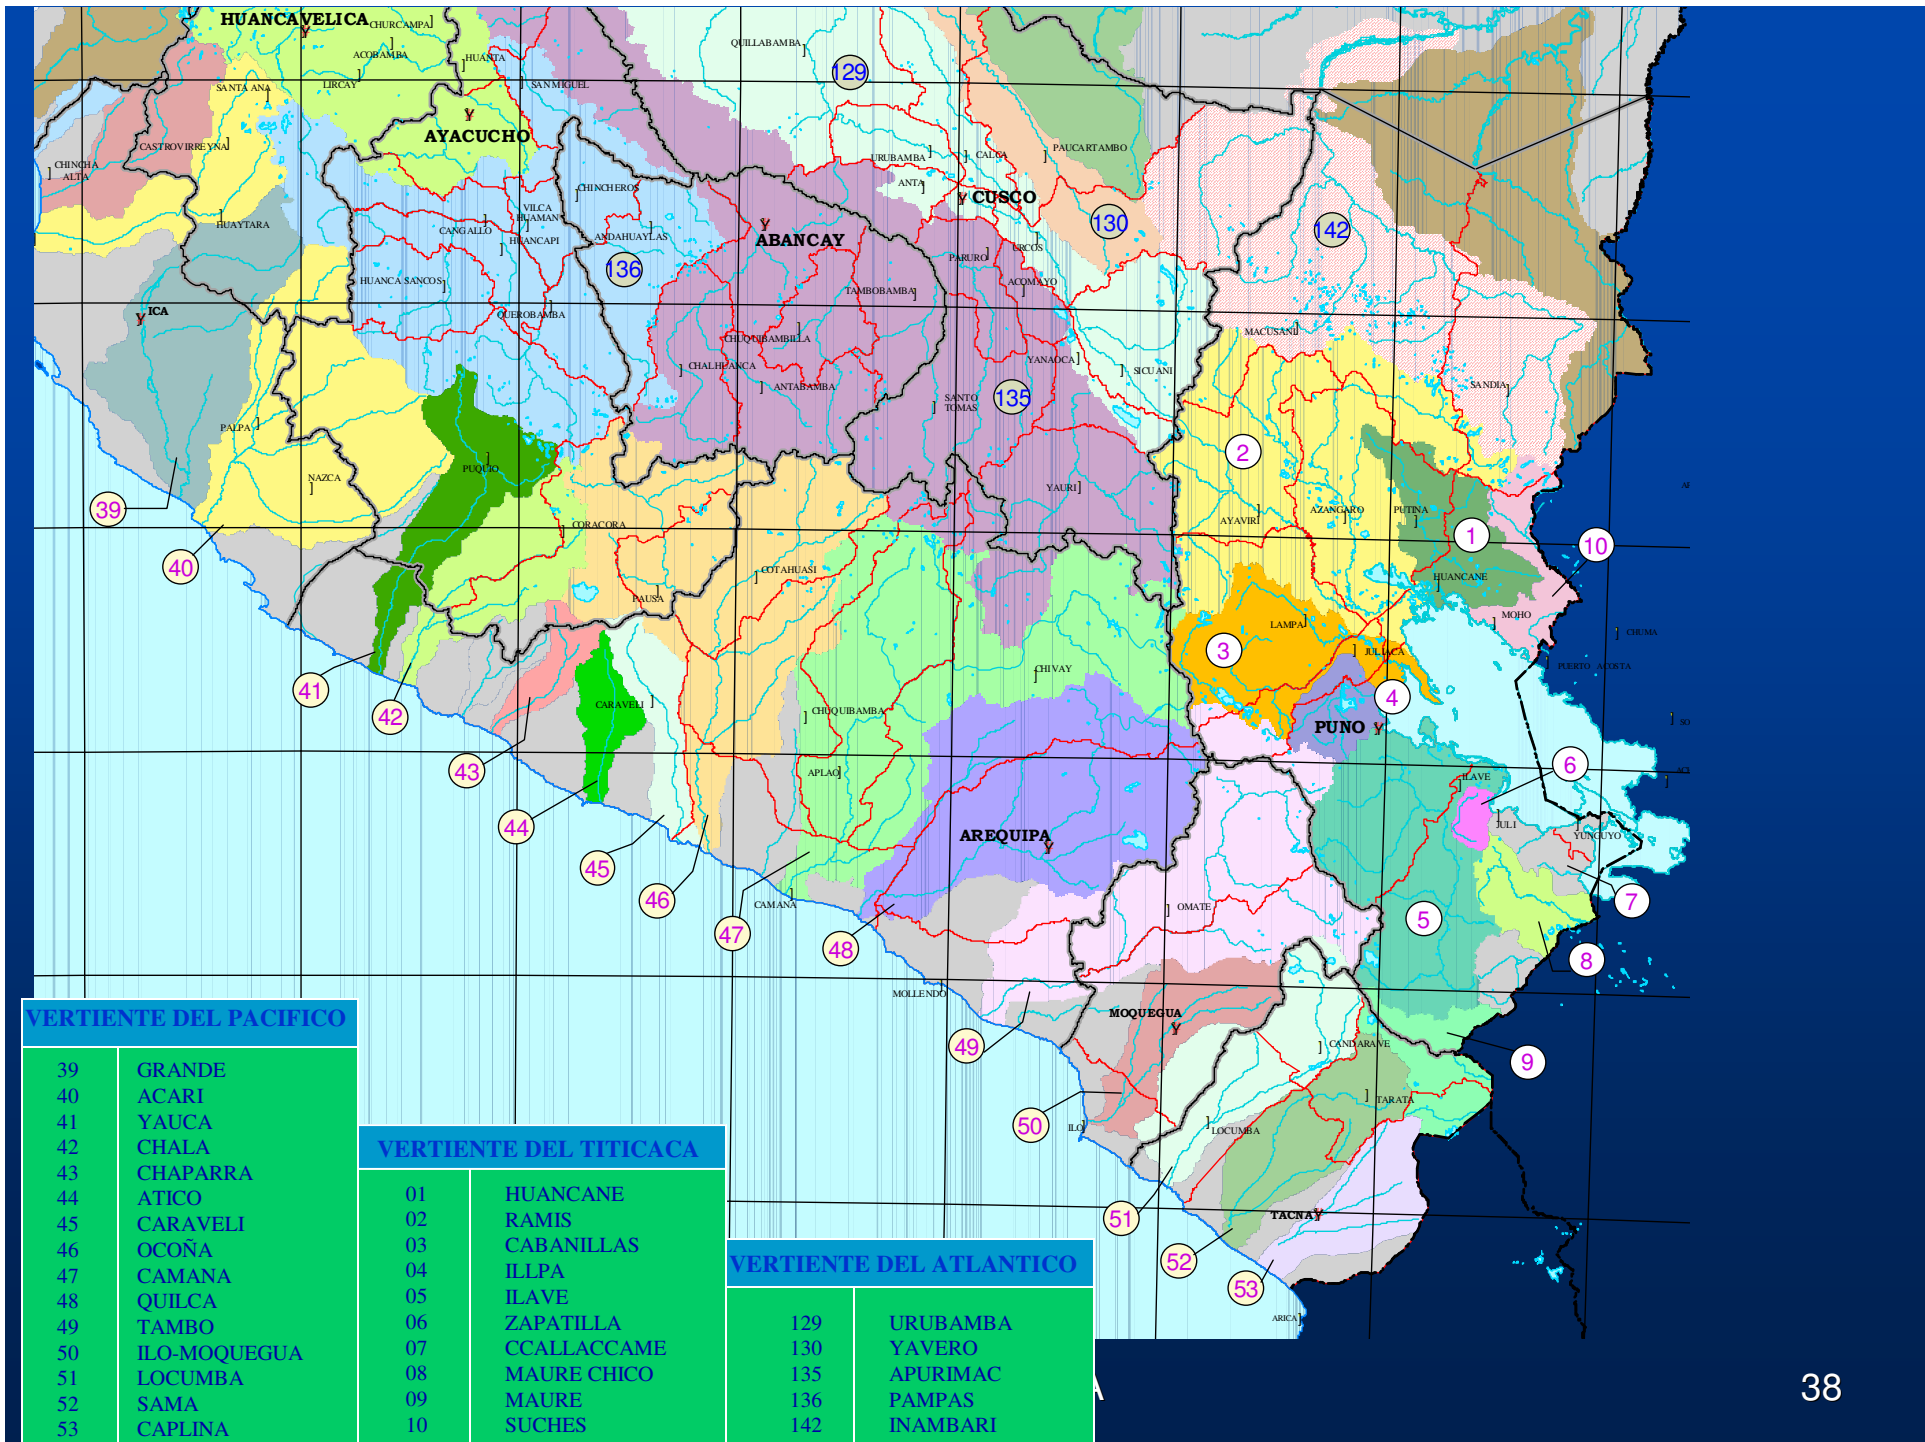 HUANCAVELICA
CHURCAMPA
ACOBAMBA
HUANTA
QUILLABAMBA
129
SANTA ANA
LIRCAY
SAN MIGUEL
AYACUCHO
CASTROVIRREYNA
CHINCHA
ALTA
URUBAMBA
CALCA
PAUCARTAMBO
ANTA
CUSCO
CHINCHEROS
VILCA
HUAMAN
HUAYTARA
CANGALLO
HUANCAPI
ANDAHUAYLAS
ABANCAY
130
142
URCOS
PARURO
136
HUANCA SANCOS
TAMBOBAMBA
ACOMAYO
ICA
QUEROBAMBA
MACUSANI
CHUQUIBAMBILLA
YANAOCA
CHALHUANCA
SICUANI
ANTABAMBA
SANDIA
SANTO
TOMAS
135
PALPA
2
PUQUIO
NAZCA
YAURI
39
CORACORA
AYAVIRI
AZANGARO
PUTINA
1
10
40
COTAHUASI
HUANCANE
PAUSA
MOHO
LAMPA
CHUMA
3
JULIACA
PUERTO ACOSTA
CHIVAY
41
42
CARAVELI
CHUQUIBAMBA
4
PUNO
43
APLAO
6
ILAVE
44
AREQUIPA
JULI
YUNGUYO
45
46
CAMANA
OMATE
7
47
48
5
8
MOLLENDO
MOQUEGUA
49
CANDARAVE
9
50
TARATA
ILO
LOCUMBA
51
TACNA
52
53
ARICA
VERTIENTE DEL PACIFICO
39 GRANDE
40 ACARI
41 YAUCA
42 CHALA
43 CHAPARRA
44 ATICO
45 CARAVELI
46 OCOÑA
47 CAMANA
48 QUILCA
49 TAMBO
50 ILO-MOQUEGUA
51 LOCUMBA
52 SAMA
53 CAPLINA
VERTIENTE DEL TITICACA
01 HUANCANE
02 RAMIS
03 CABANILLAS
04 ILLPA
05 ILAVE
06 ZAPATILLA
07 CCALLACCAME
08 MAURE CHICO
09 MAURE
10 SUCHES
VERTIENTE DEL ATLANTICO
129 URUBAMBA
130 YAVERO
135 APURIMAC
136 PAMPAS
142 INAMBARI
38